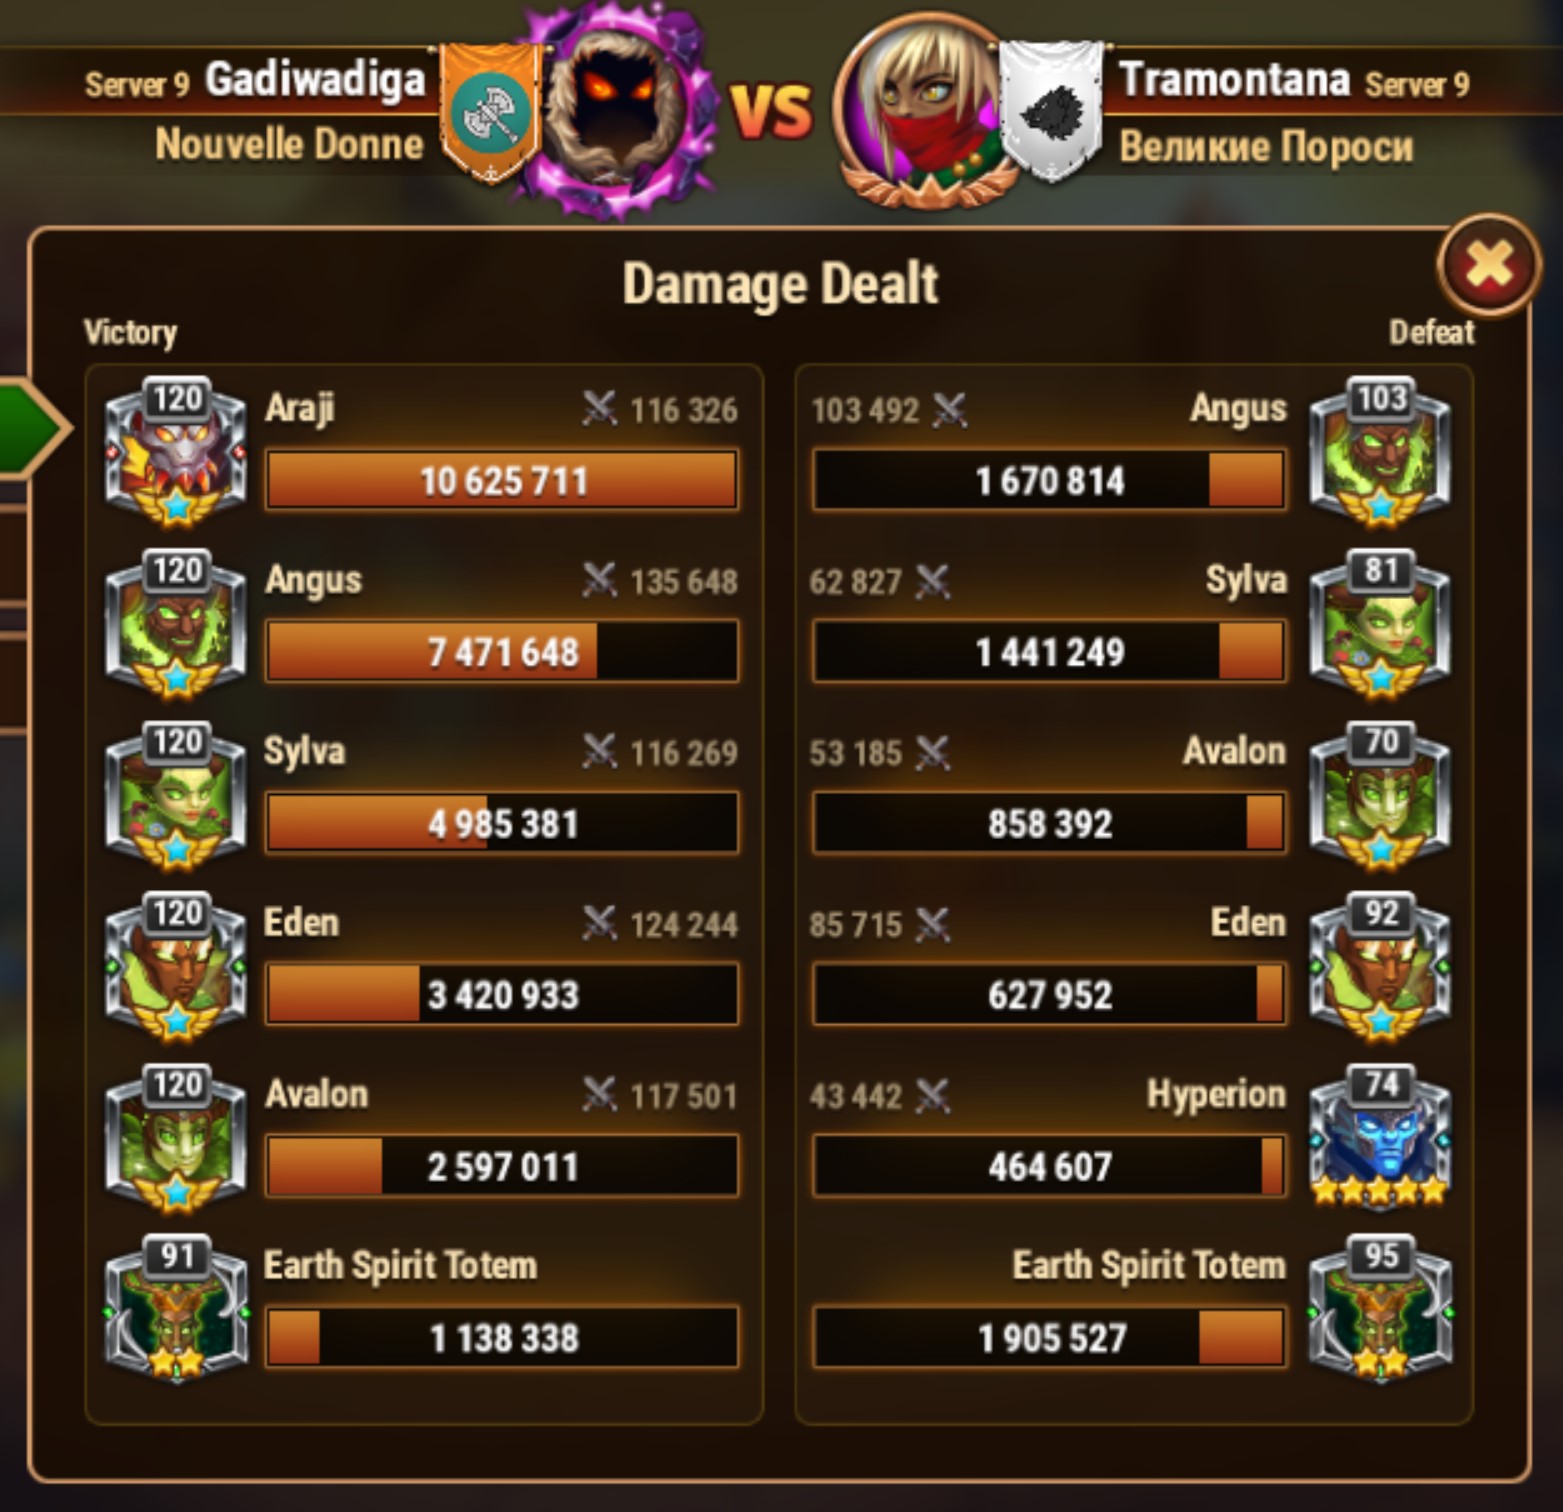 Server 9 Gadiwadiga
Nouvelle Donne
VS
Tramontana Server 9
Великие Пороси
Damage Dealt
Victory
Defeat
120 Araji 116 326
10 625 711
120 Angus 135 648
7 471 648
120 Sylva 116 269
4 985 381
120 Eden 124 244
3 420 933
120 Avalon 117 501
2 597 011
91 Earth Spirit Totem
1 138 338
103 492 Angus 103
1 670 814
62 827 Sylva 81
1 441 249
53 185 Avalon 70
858 392
85 715 Eden 92
627 952
43 442 Hyperion 74
464 607
Earth Spirit Totem 95
1 905 527